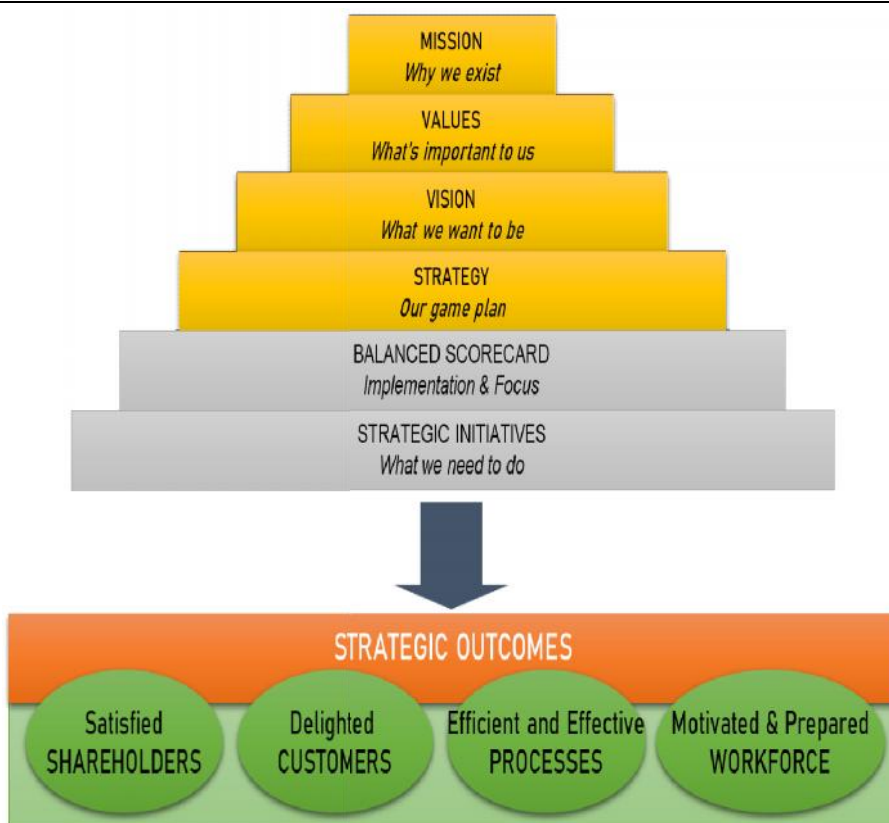 MISSION
Why we exist
VALUES
What's important to us
VISION
What we want to be
STRATEGY
Our game plan
BALANCED SCORECARD
Implementation & Focus
STRATEGIC INITIATIVES
What we need to do
STRATEGIC OUTCOMES
Satisfied
SHAREHOLDERS
Delighted
CUSTOMERS
Efficient and Effective
PROCESSES
Motivated & Prepared
WORKFORCE